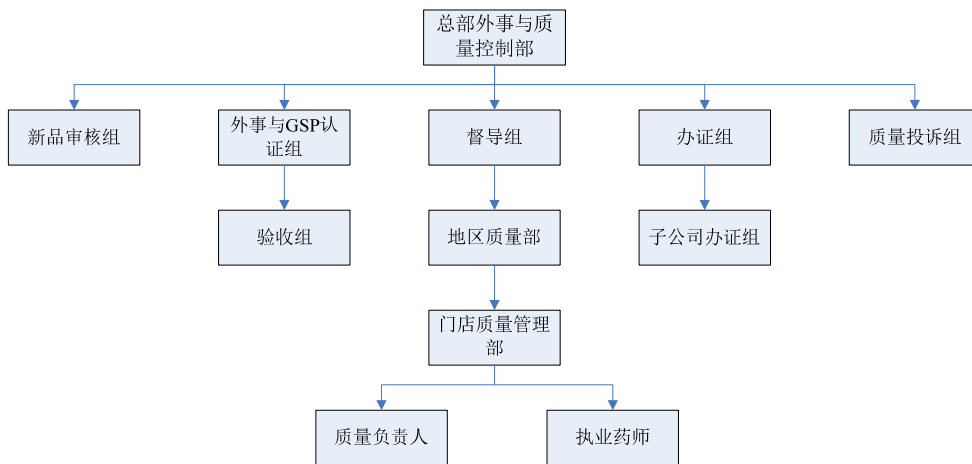 总部外事与质
量控制部
新品审核组
外事与GSP认
证组
督导组
办证组
质量投诉组
验收组
地区质量部
子公司办证组
门店质量管理
部
质量负责人
执业药师